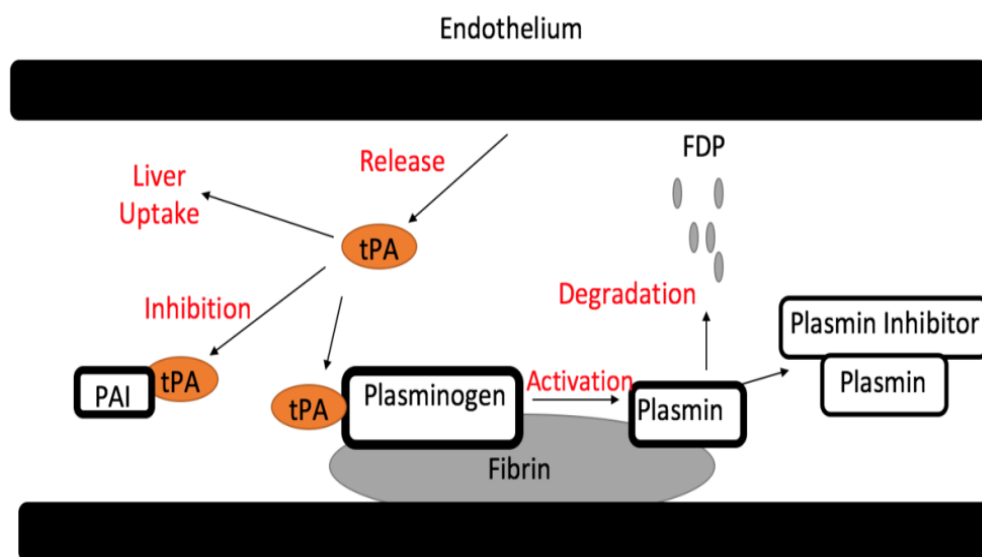 Endothelium
FDP
Release
Liver
Uptake
tPA
Degradation
Inhibition
Plasmin Inhibitor
Plasmin
PAI
tPA
tPA
Plasminogen
Activation
Plasmin
Fibrin